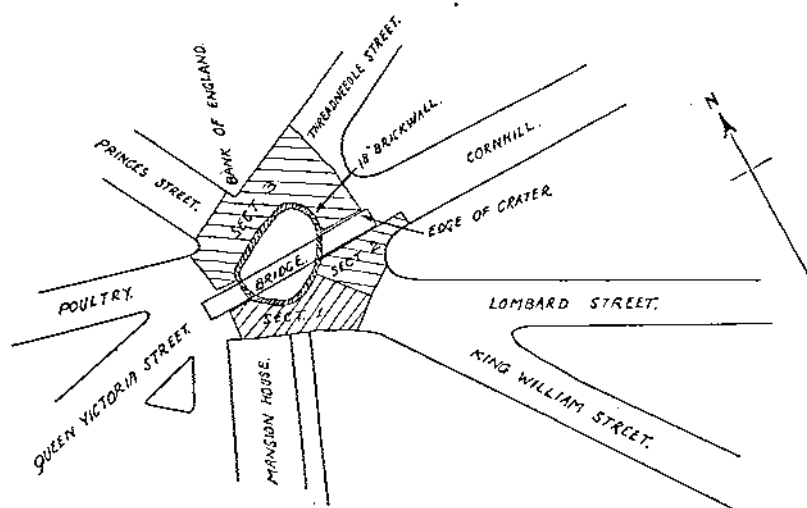 BANK OF ENGLAND.
THREADNEEDLE STREET.
PRINCES STREET.
18" BRICKWALL.
CORNHILL.
N
SECT. 3.
EDGE OF CRATER.
SECT 2.
BRIDGE.
POULTRY.
SECT. 1.
LOMBARD STREET.
QUEEN VICTORIA STREET.
MANSION HOUSE.
KING WILLIAM STREET.